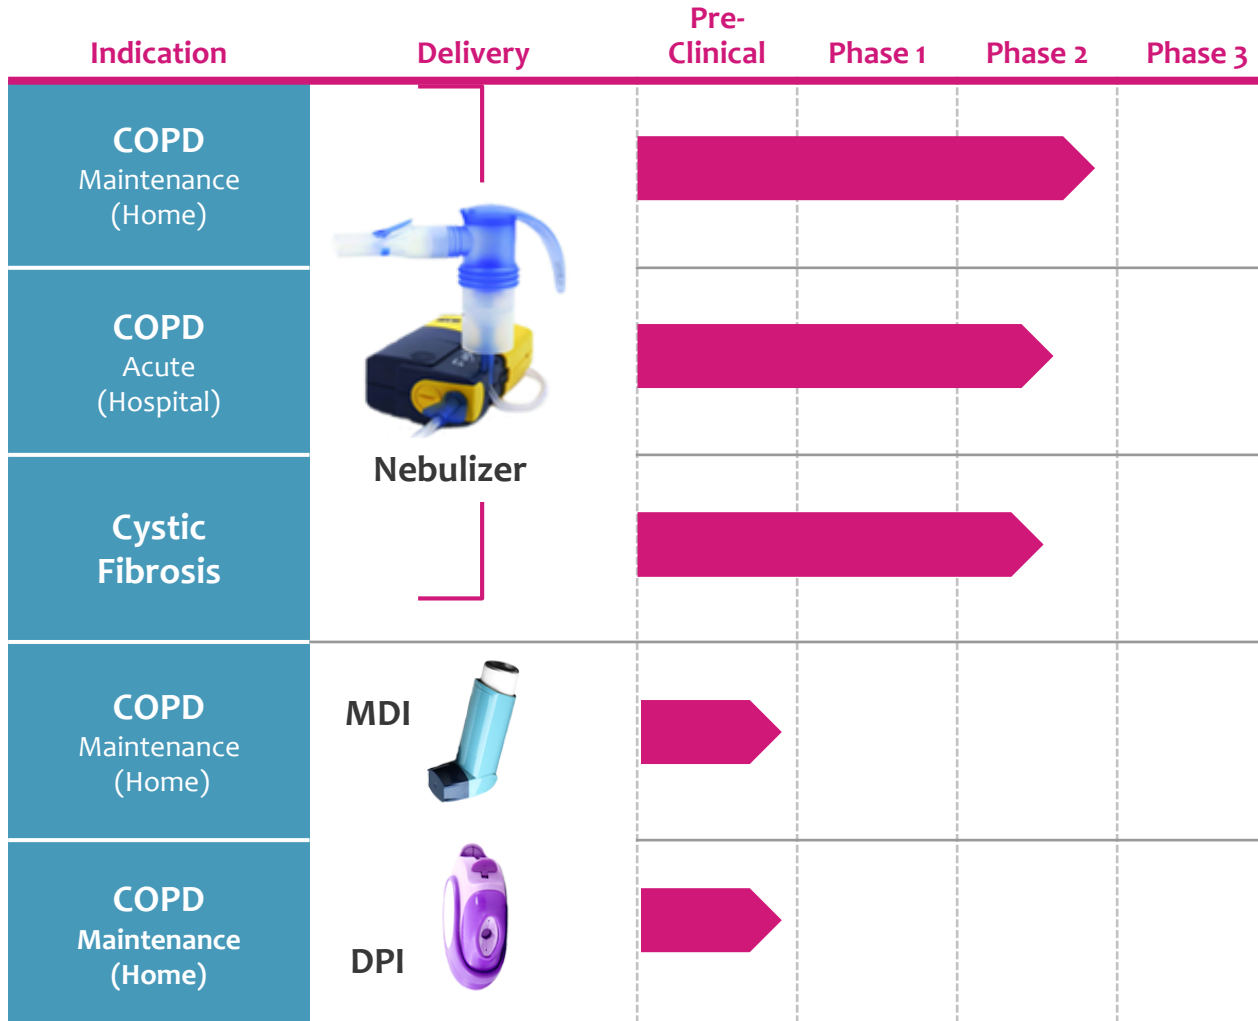 Indication
Delivery
Pre-
Clinical
Phase 1
Phase 2
Phase 3
COPD
Maintenance
(Home)
COPD
Acute
(Hospital)
Nebulizer
Cystic
Fibrosis
COPD
Maintenance
(Home)
MDI
COPD
Maintenance
(Home)
DPI